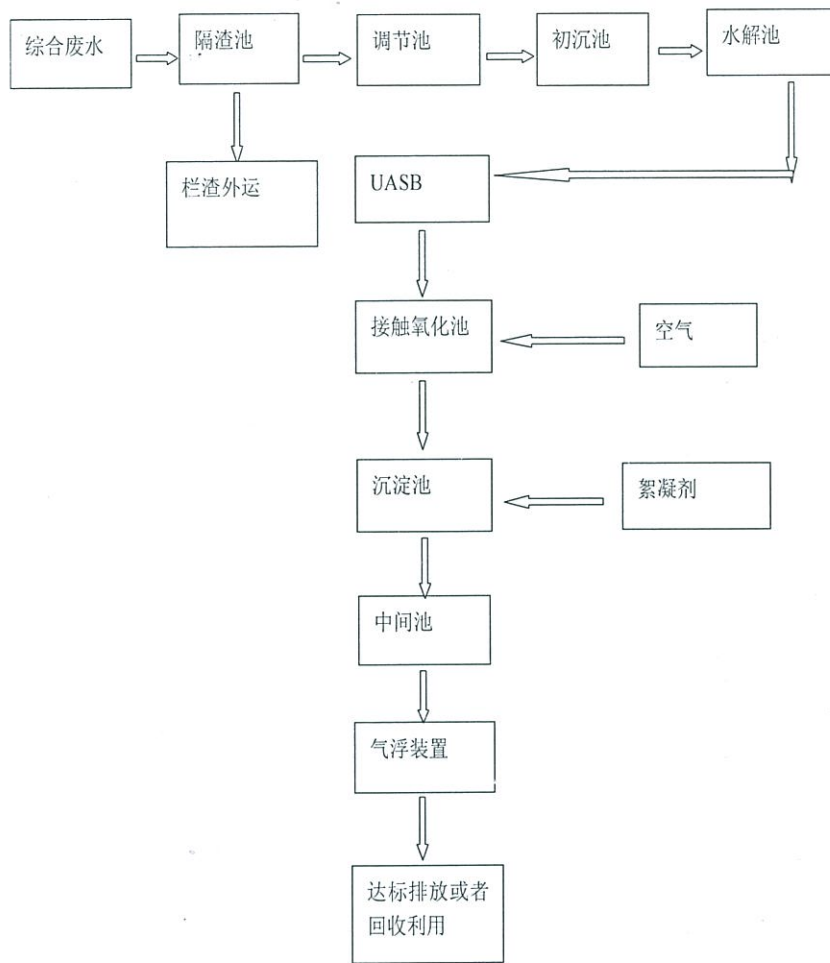 综合废水
隔渣池
调节池
初沉池
水解池
栏渣外运
UASB
接触氧化池
空气
沉淀池
絮凝剂
中间池
气浮装置
达标排放或者
回收利用